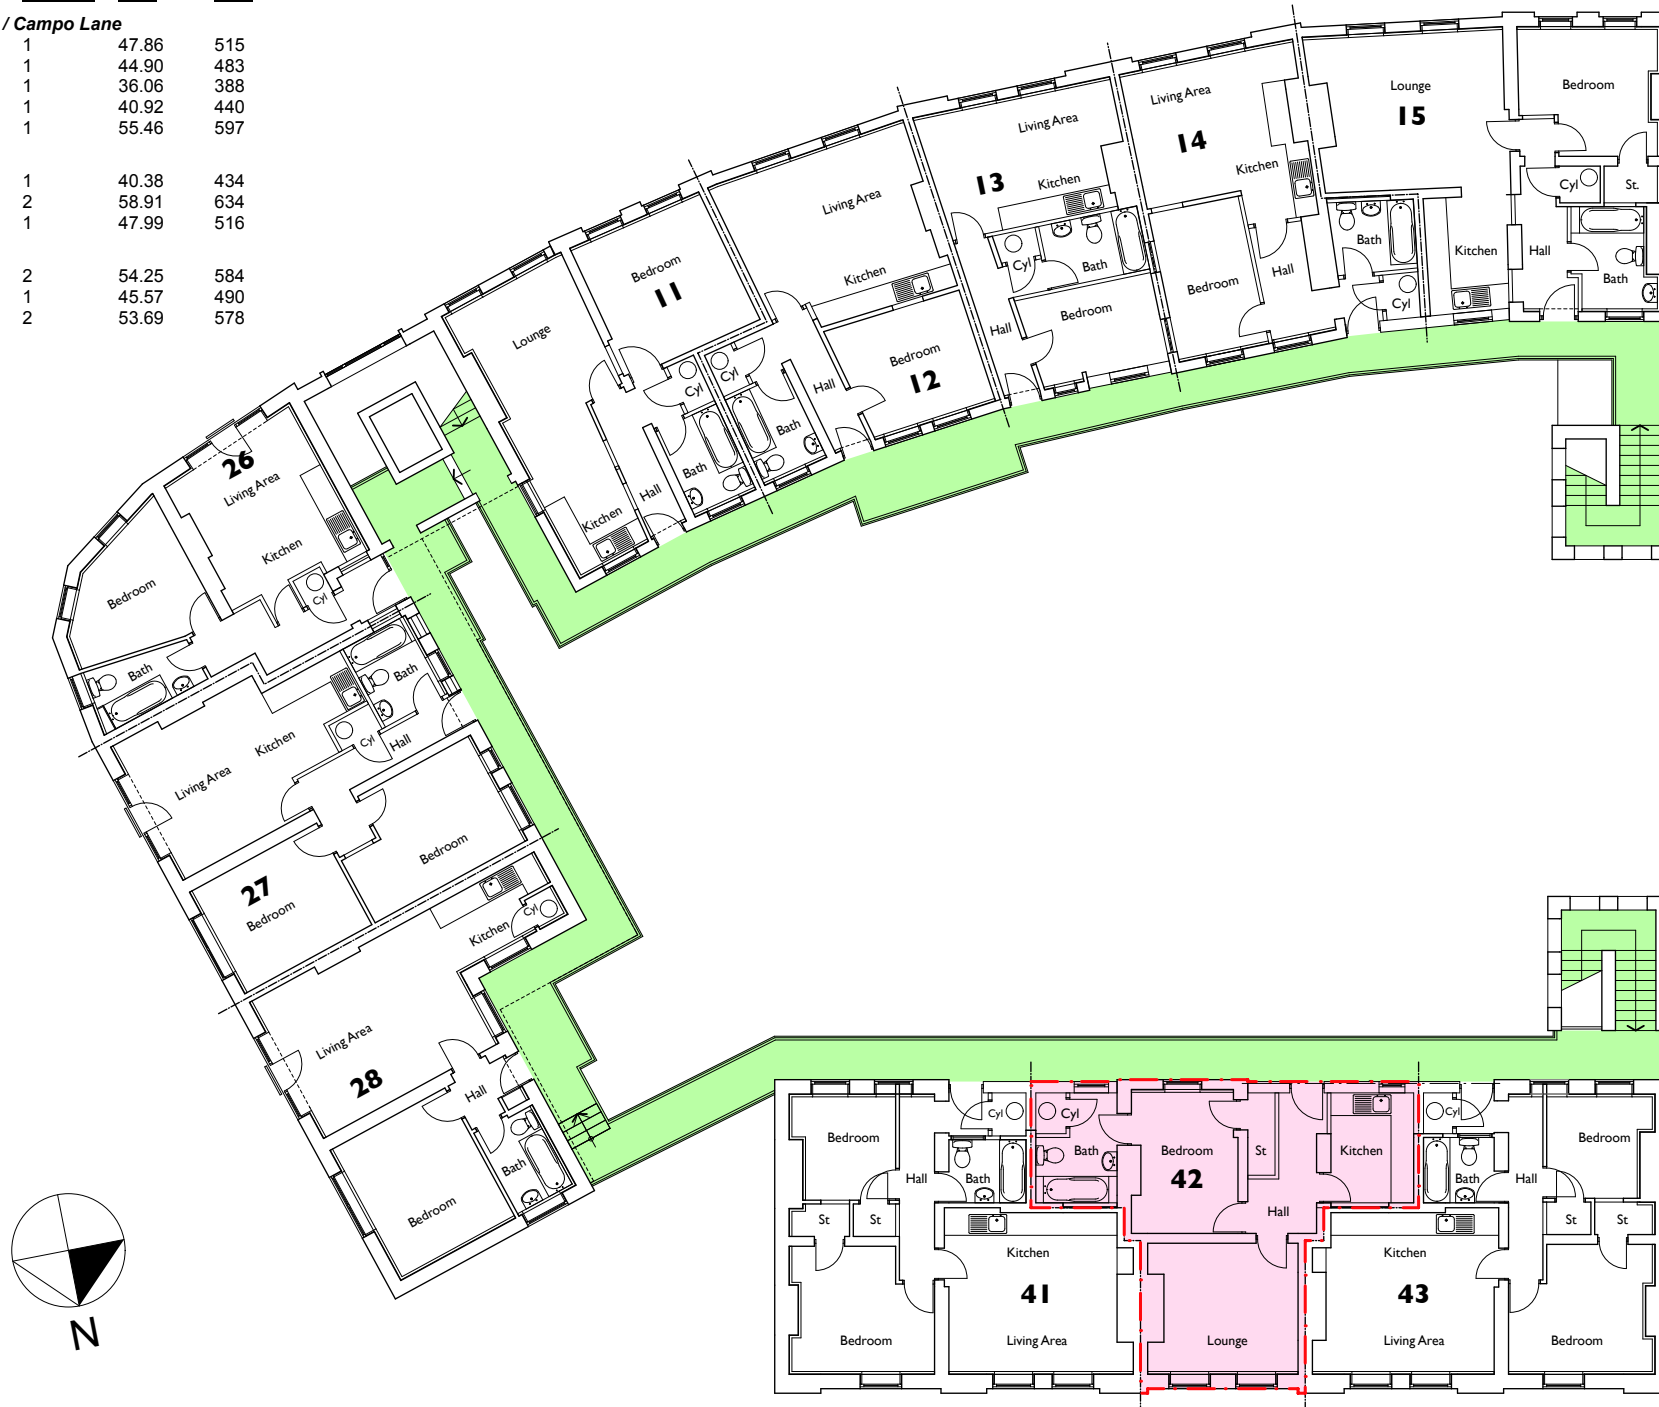 / Campo Lane
1 47.86 515
1 44.90 483
1 36.06 388
1 40.92 440
1 55.46 597
1 40.38 434
2 58.91 634
1 47.99 516
2 54.25 584
1 45.57 490
2 53.69 578
Lounge
Bedroom
11
Kitchen
Hall
Bath
Cyl
Living Area
Kitchen
Bedroom
12
Hall
Bath
Cyl
Living Area
13
Kitchen
Cyl
Bath
Hall
Bedroom
Living Area
14
Kitchen
Bedroom
Hall
Bath
Cyl
Lounge
15
Kitchen
Bedroom
Cyl
St.
Hall
Bath
26
Living Area
Kitchen
Cyl
Bedroom
Bath
Bath
Kitchen
Cyl
Hall
Living Area
Bedroom
27
Bedroom
Cyl
Kitchen
Living Area
28
Hall
Bath
Bedroom
N
Bedroom
Hall
Cyl
Bath
St
St
Kitchen
41
Bedroom
Living Area
Cyl
Bath
Bedroom
42
St
Kitchen
Hall
Lounge
Cyl
Bath
Hall
Bedroom
St
St
Kitchen
43
Living Area
Bedroom